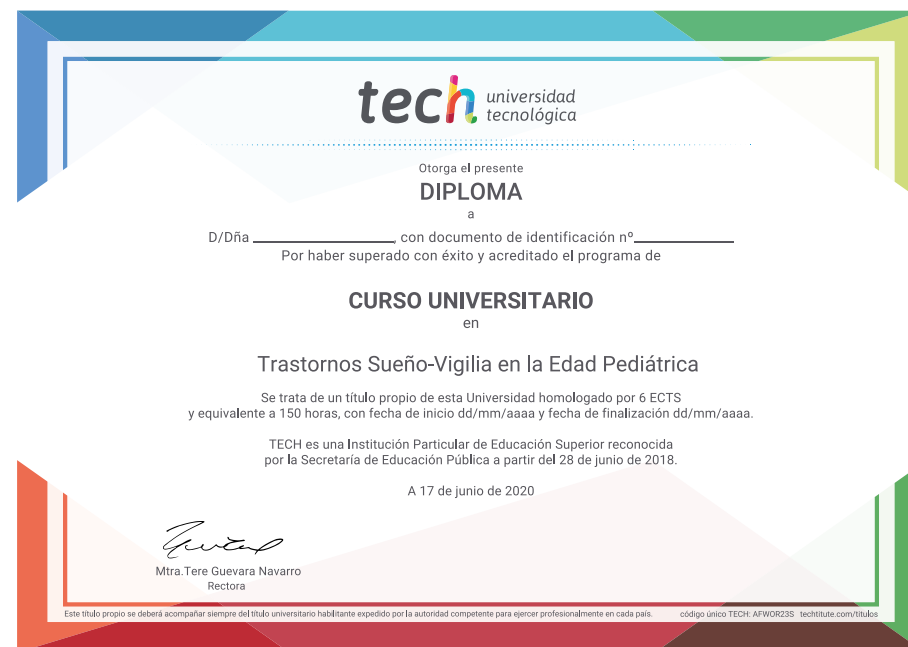 tech universidad
tecnológica
Otorga el presente
DIPLOMA
a
D/Dña ____________________, con documento de identificación nº______________
Por haber superado con éxito y acreditado el programa de
CURSO UNIVERSITARIO
en
Trastornos Sueño-Vigilia en la Edad Pediátrica
Se trata de un título propio de esta Universidad homologado por 6 ECTS
y equivalente a 150 horas, con fecha de inicio dd/mm/aaaa y fecha de finalización dd/mm/aaaa.
TECH es una Institución Particular de Educación Superior reconocida
por la Secretaría de Educación Pública a partir del 28 de junio de 2018.
A 17 de junio de 2020
Mtra.Tere Guevara Navarro
Rectora
Este título propio se deberá acompañar siempre del título universitario habilitante expedido por la autoridad competente para ejercer profesionalmente en cada país. código único TECH: AFWOR23S techtitute.com/títulos